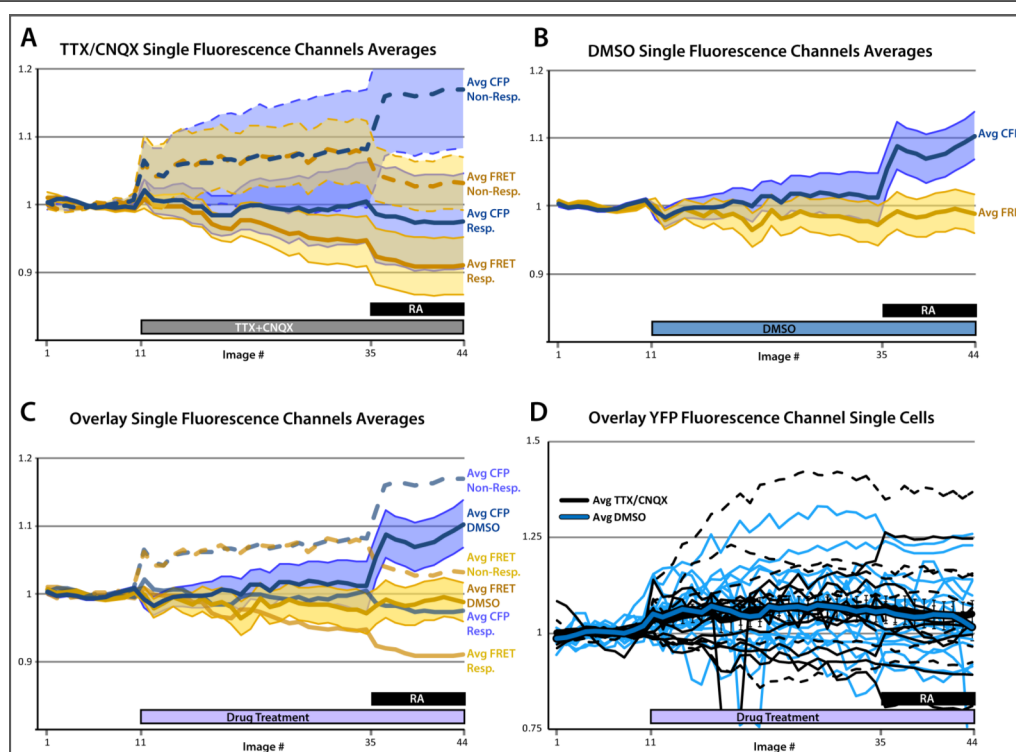 A
TTX/CNQX Single Fluorescence Channels Averages
1.2
1.1
1
0.9
Avg CFP
Non-Resp.
Avg FRET
Non-Resp.
Avg CFP
Resp.
Avg FRET
Resp.
RA
TTX+CNQX
1
11
Image #
35
44
B
DMSO Single Fluorescence Channels Averages
1.2
1.1
1
0.9
Avg CFP
Avg FRE
RA
DMSO
1
11
Image #
35
44
C
Overlay Single Fluorescence Channels Averages
1.2
1.1
1
0.9
Avg CFP
Non-Resp.
Avg CFP
DMSO
Avg FRET
Non-Resp.
Avg FRET
DMSO
Avg CFP
Resp.
Avg FRET
Resp.
RA
Drug Treatment
1
11
Image #
35
44
D
Overlay YFP Fluorescence Channel Single Cells
1.5
Avg TTX/CNQX
Avg DMSO
1.25
1
0.75
RA
Drug Treatment
1
11
Image #
35
44